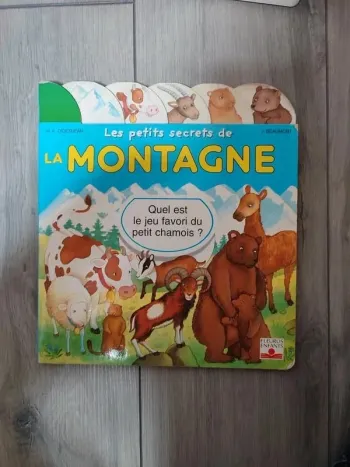 Les petits secrets de
LA MONTAGNE
Quel est
le jeu favori du
petit chamois ?
FLEURUS
ENFANTS